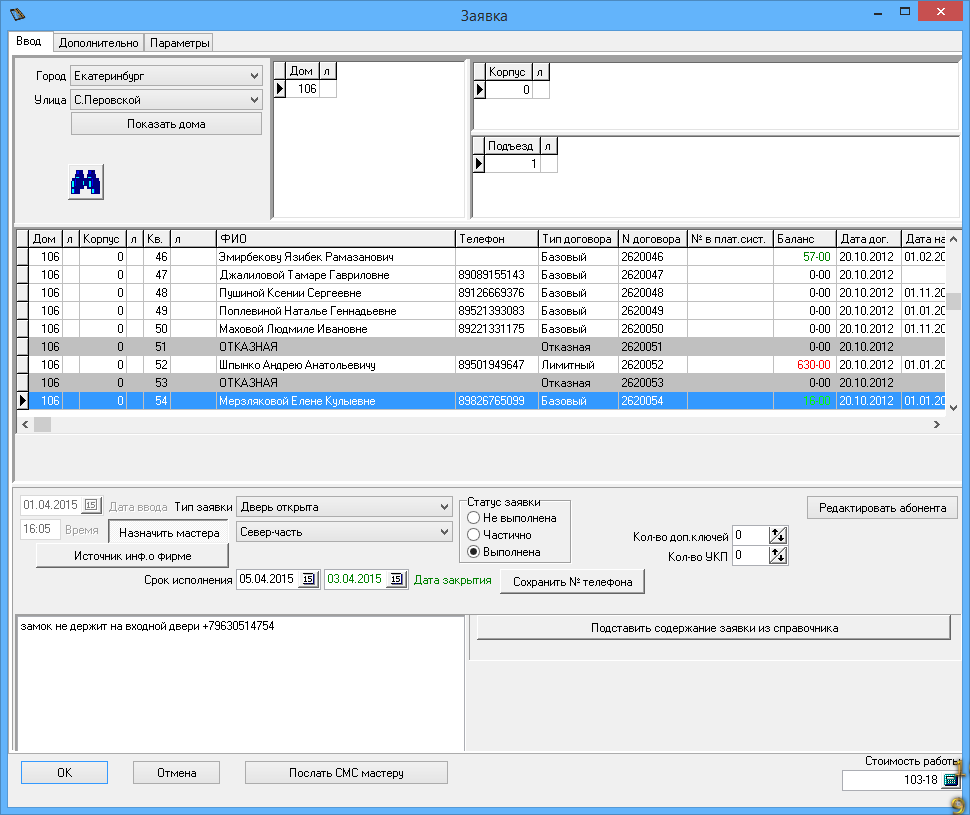 Заявка
Ввод Дополнительно Параметры
Город Екатеринбург
Улица С.Перовской
Показать дома
Дом л
106
Корпус л
0
Подъезд л
1
Дом л Корпус л Кв. л ФИО Телефон Тип договора N договора № в плат.сист. Баланс Дата дог. Дата на
106 0 46 Эмирбекову Язибек Рамазанович Базовый 2620046 57-00 20.10.2012 01.02.20
106 0 47 Джалиловой Тамаре Гавриловне 89089155143 Базовый 2620047 0-00 20.10.2012
106 0 48 Пушиной Ксении Сергеевне 89126669376 Базовый 2620048 0-00 20.10.2012 01.11.20
106 0 49 Поплевиной Наталье Геннадьевне 89521393083 Базовый 2620049 0-00 20.10.2012 01.01.20
106 0 50 Маховой Людмиле Ивановне 89221331175 Базовый 2620050 0-00 20.10.2012 01.11.20
106 0 51 ОТКАЗНАЯ Отказная 2620051 0-00 20.10.2012
106 0 52 Шпынко Андрею Анатольевичу 89501949647 Лимитный 2620052 630-00 20.10.2012 01.01.20
106 0 53 ОТКАЗНАЯ Отказная 2620053 0-00 20.10.2012
106 0 54 Мерзляковой Елене Кулыевне 89826765099 Базовый 2620054 20.10.2012 01.01.20
01.04.2015 15 Дата ввода Тип заявки Дверь открыта
16:05 Время Назначить мастера Север-часть
Источник инф.о фирме
Статус заявки
Не выполнена
Частично
Выполнена
Редактировать абонента
Кол-во доп.ключей 0
Кол-во УКП 0
Срок исполнения 05.04.2015 15 03.04.2015 15 Дата закрытия Сохранить № телефона
замок не держит на входной двери +79630514754
Подставить содержание заявки из справочника
ОК Отмена Послать СМС мастеру
Стоимость работы:
103-18